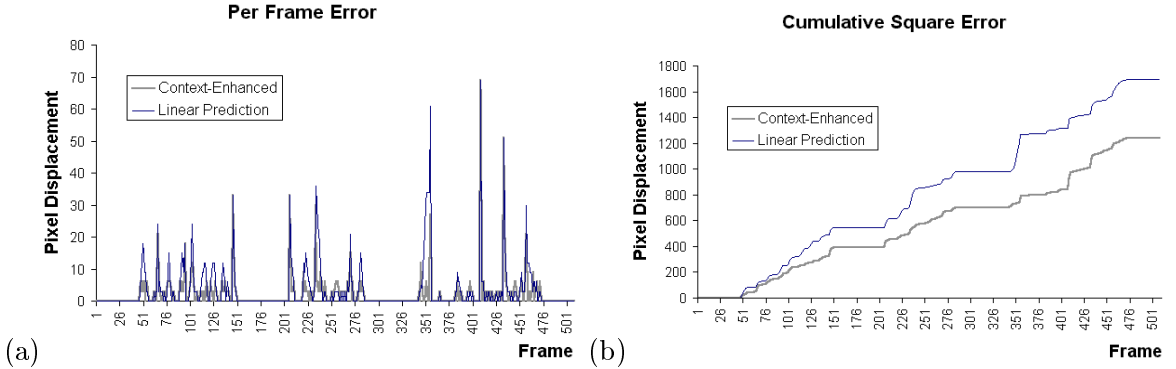 Per Frame Error
80
70
60
50
40
30
20
10
0
Pixel Displacement
Context-Enhanced
Linear Prediction
1 26 51 76 101 126 151 176 201 226 251 276 301 326 351 376 401 426 451 476 501
Frame
(a)
Cumulative Square Error
1800
1600
1400
1200
1000
800
600
400
200
0
Pixel Displacement
Context-Enhanced
Linear Prediction
1 26 51 76 101 126 151 176 201 226 251 276 301 326 351 376 401 426 451 476 501
Frame
(b)